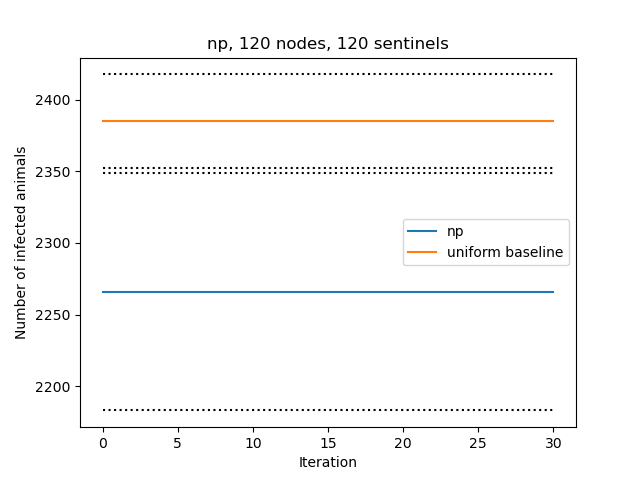 np, 120 nodes, 120 sentinels
Number of infected animals
2400
2350
2300
2250
2200
np
uniform baseline
0 5 10 15 20 25 30
Iteration